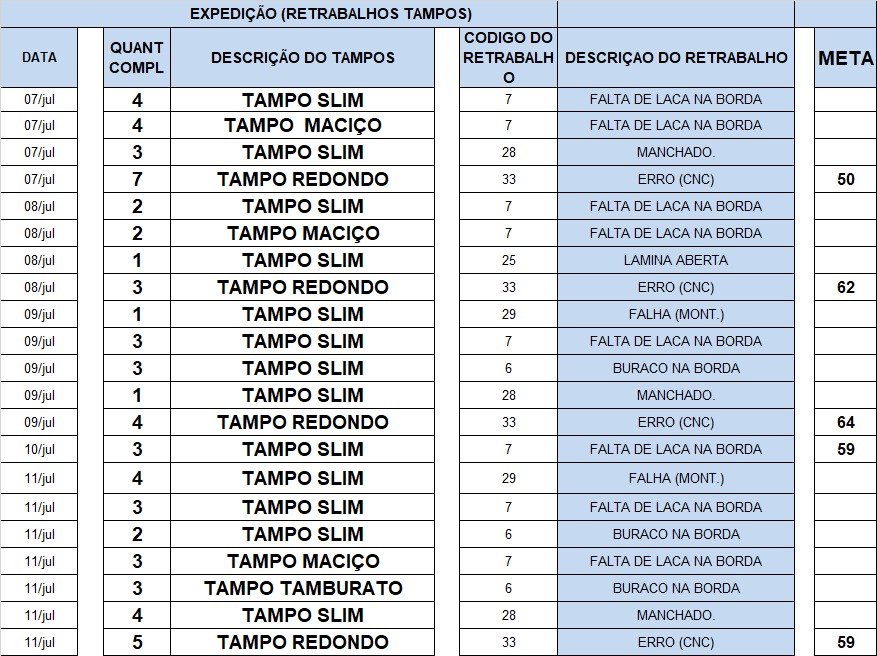 EXPEDIÇÃO (RETRABALHOS TAMPOS)
DATA QUANT COMPL DESCRIÇÃO DO TAMPOS CODIGO DO RETRABALHO DESCRIÇAO DO RETRABALHO META
07/jul 4 TAMPO SLIM 7 FALTA DE LACA NA BORDA
07/jul 4 TAMPO MACIÇO 7 FALTA DE LACA NA BORDA
07/jul 3 TAMPO SLIM 28 MANCHADO.
07/jul 7 TAMPO REDONDO 33 ERRO (CNC) 50
08/jul 2 TAMPO SLIM 7 FALTA DE LACA NA BORDA
08/jul 2 TAMPO MACIÇO 7 FALTA DE LACA NA BORDA
08/jul 1 TAMPO SLIM 25 LAMINA ABERTA
08/jul 3 TAMPO REDONDO 33 ERRO (CNC) 62
09/jul 1 TAMPO SLIM 29 FALHA (MONT.)
09/jul 3 TAMPO SLIM 7 FALTA DE LACA NA BORDA
09/jul 3 TAMPO SLIM 6 BURACO NA BORDA
09/jul 1 TAMPO SLIM 28 MANCHADO.
09/jul 4 TAMPO REDONDO 33 ERRO (CNC) 64
10/jul 3 TAMPO SLIM 7 FALTA DE LACA NA BORDA 59
11/jul 4 TAMPO SLIM 29 FALHA (MONT.)
11/jul 3 TAMPO SLIM 7 FALTA DE LACA NA BORDA
11/jul 2 TAMPO SLIM 6 BURACO NA BORDA
11/jul 3 TAMPO MACIÇO 7 FALTA DE LACA NA BORDA
11/jul 3 TAMPO TAMBURATO 6 BURACO NA BORDA
11/jul 4 TAMPO SLIM 28 MANCHADO.
11/jul 5 TAMPO REDONDO 33 ERRO (CNC) 59